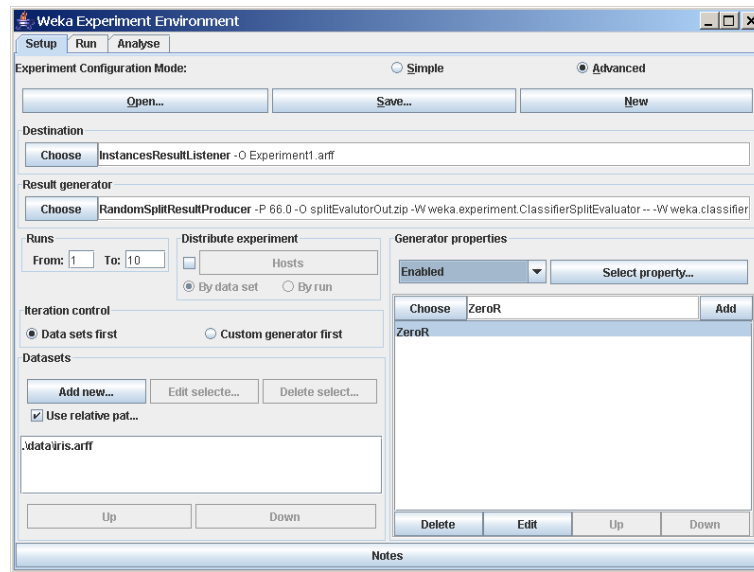 Weka Experiment Environment
Setup Run Analyse
Experiment Configuration Mode: Simple Advanced
Open... Save... New
Destination
Choose InstancesResultListener -O Experiment1.arff
Result generator
Choose RandomSplitResultProducer -P 66.0 -O splitEvalutorOut.zip -W weka.experiment.ClassifierSplitEvaluator -- -W weka.classifier
Runs Distribute experiment Generator properties
From: 1 To: 10 Hosts
Enabled Select property...
By data set By run
Choose ZeroR Add
Iteration control
Data sets first Custom generator first
ZeroR
Datasets
Add new... Edit selecte... Delete select...
Use relative pat...
.\data\iris.arff
Up Down
Delete Edit Up Down
Notes